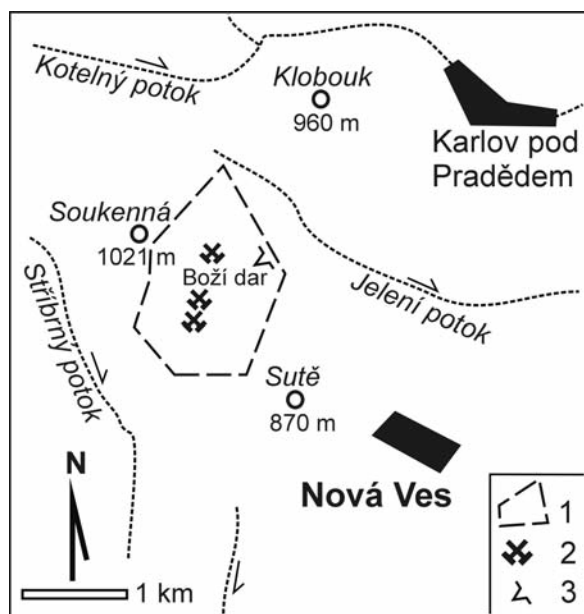 Kotelný potok
Klobouk
960 m
Karlov pod
Pradědem
Soukenná
1021 m
Boží dar
Stříbrný potok
Jelení potok
Sutě
870 m
Nová Ves
N
1 km
1
2
3